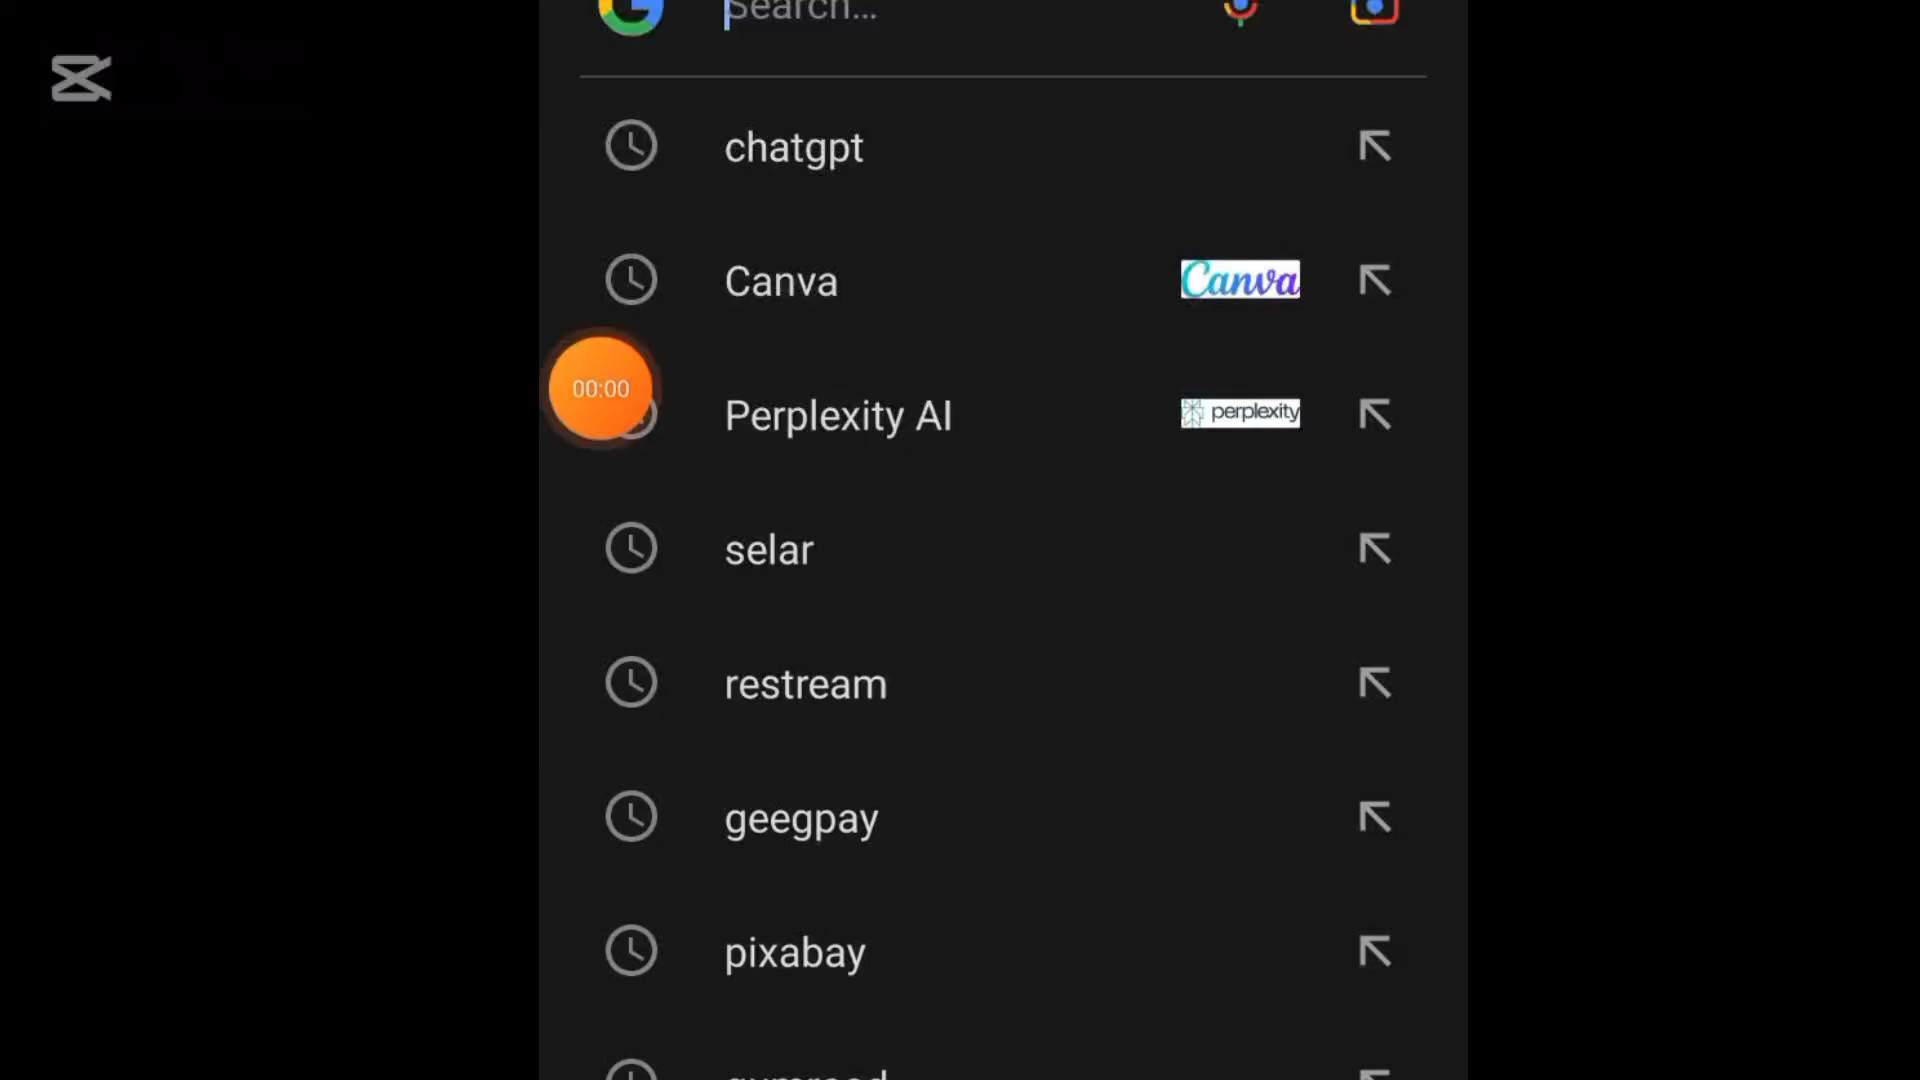 Search...
chatgpt
Canva
Canva
00:00
Perplexity AI
perplexity
selar
restream
geegpay
pixabay